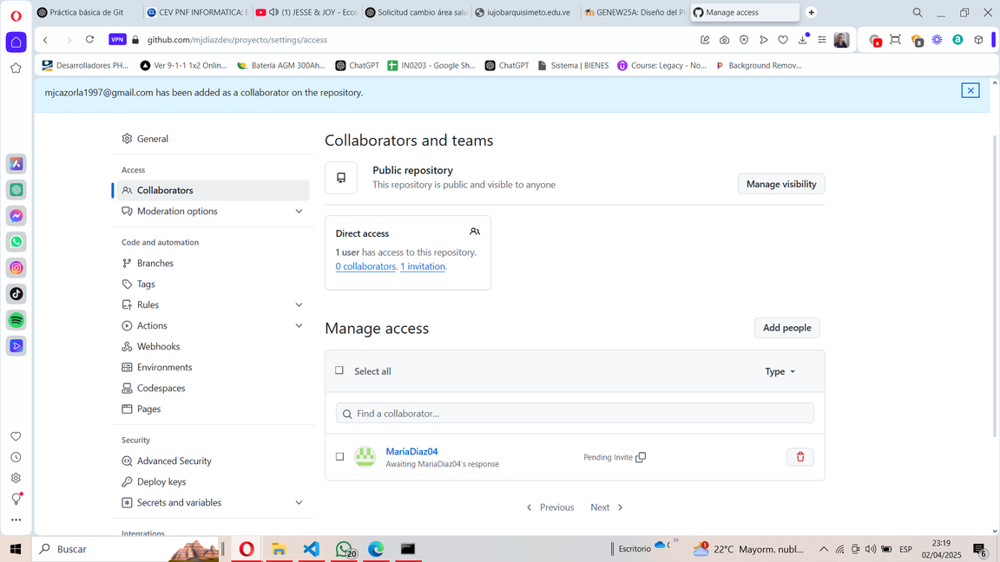 Práctica básica de Git
CEV PNF INFORMATICA: E
(1) JESSE & JOY - Ecos
Solicitud cambio área salu
iujobarquisimeto.edu.ve
GENEW25A: Diseño del Pl
Manage access
VPN
github.com/mjdiazdev/proyecto/settings/access
Desarrolladores PH...
Ver 9-1-1 1x2 Onlin...
Batería AGM 300Ah...
ChatGPT
IN0203 - Google Sh...
ChatGPT
Sistema | BIENES
Course: Legacy - No...
Background Remov...
mjcazorla1997@gmail.com has been added as a collaborator on the repository.
General
Access
Collaborators
Moderation options
Code and automation
Branches
Tags
Rules
Actions
Webhooks
Environments
Codespaces
Pages
Security
Advanced Security
Deploy keys
Secrets and variables
Integrations
Collaborators and teams
Public repository
This repository is public and visible to anyone
Manage visibility
Direct access
1 user has access to this repository.
0 collaborators. 1 invitation.
Manage access
Add people
Select all
Type
Find a collaborator...
MariaDiaz04
Awaiting MariaDiaz04's response
Pending Invite
Previous
Next
Buscar
20
Escritorio
22°C Mayorm. nubl...
ESP
23:19
02/04/2025
6